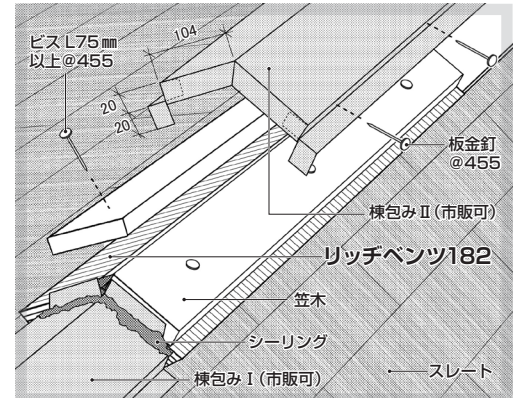 ビス L75㎜
以上@455
104
20
20
板金釘
@455
棟包みⅡ(市販可)
リッヂベンツ182
笠木
シーリング
棟包みⅠ(市販可)
スレート